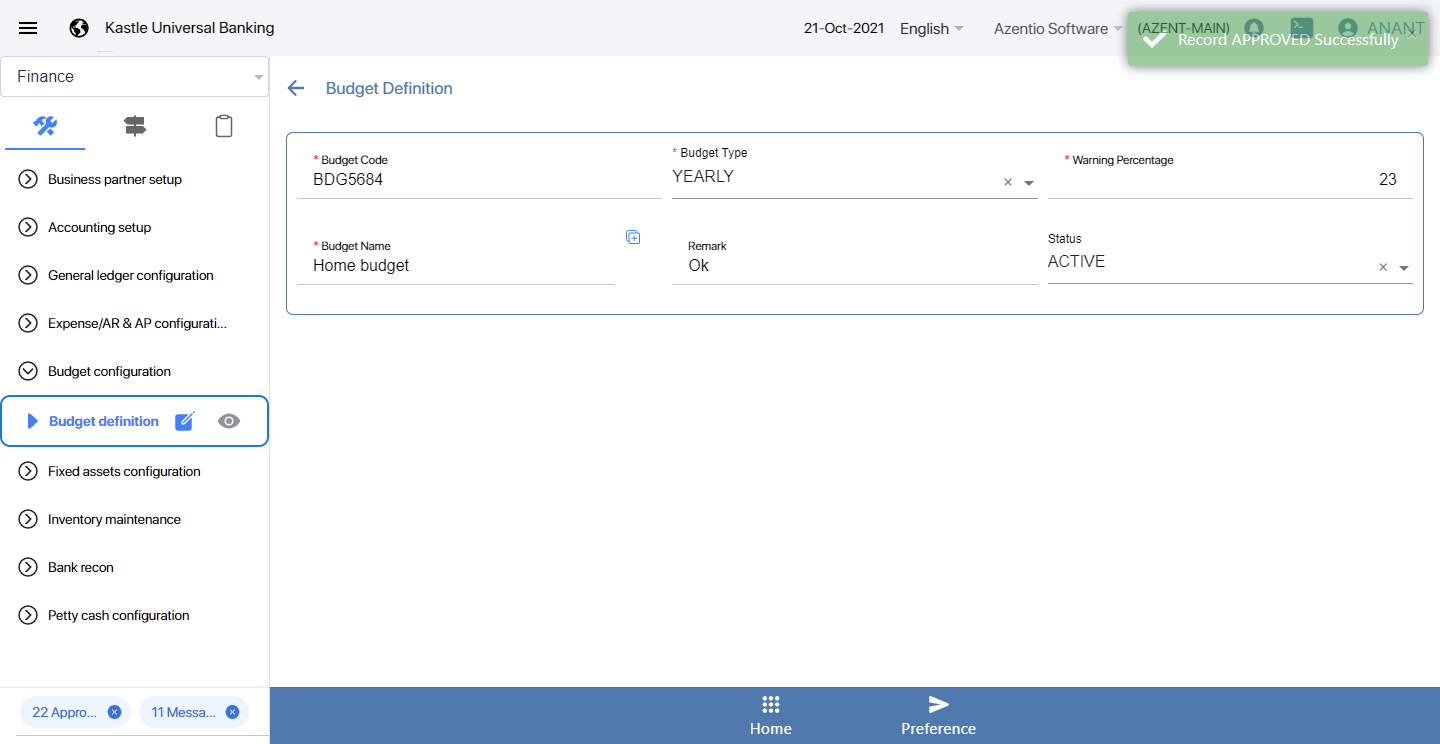 Kastle Universal Banking
21-Oct-2021
English
Azentio Software
(AZENT-MAIN)
ANANT
Record APPROVED Successfully
Finance
Budget Definition
* Budget Code
BDG5684
* Budget Type
YEARLY
* Warning Percentage
23
* Budget Name
Home budget
Remark
Ok
Status
ACTIVE
Business partner setup
Accounting setup
General ledger configuration
Expense/AR & AP configurati...
Budget configuration
Budget definition
Fixed assets configuration
Inventory maintenance
Bank recon
Petty cash configuration
22 Appro...
11 Messa...
Home
Preference